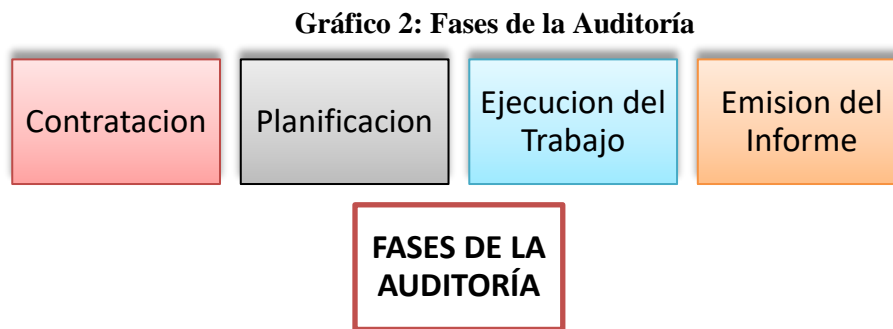 Gráfico 2: Fases de la Auditoría
Contratacion
Planificacion
Ejecucion del
Trabajo
Emision del
Informe
FASES DE LA
AUDITORÍA